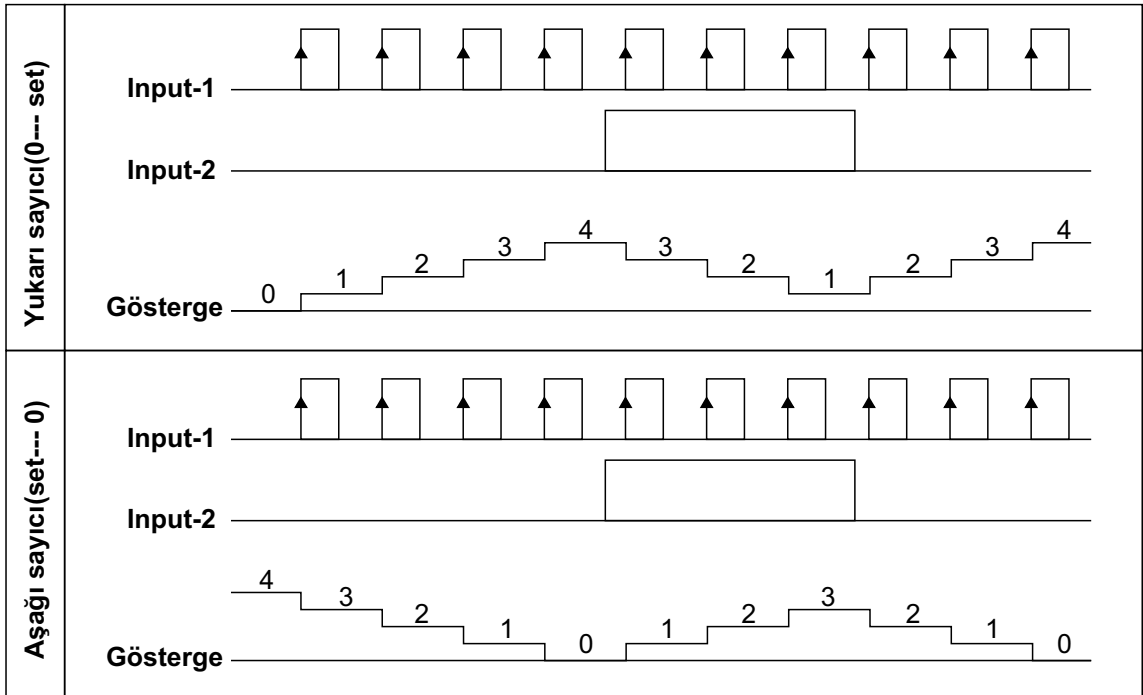 Yukarı sayıcı(0--- set)
Input-1
Input-2
4
3
3
4
2
2
2
3
1
1
0
Gösterge
Aşağı sayıcı(set--- 0)
Input-1
Input-2
4
3
3
2
2
2
1
1
1
0
0
Gösterge